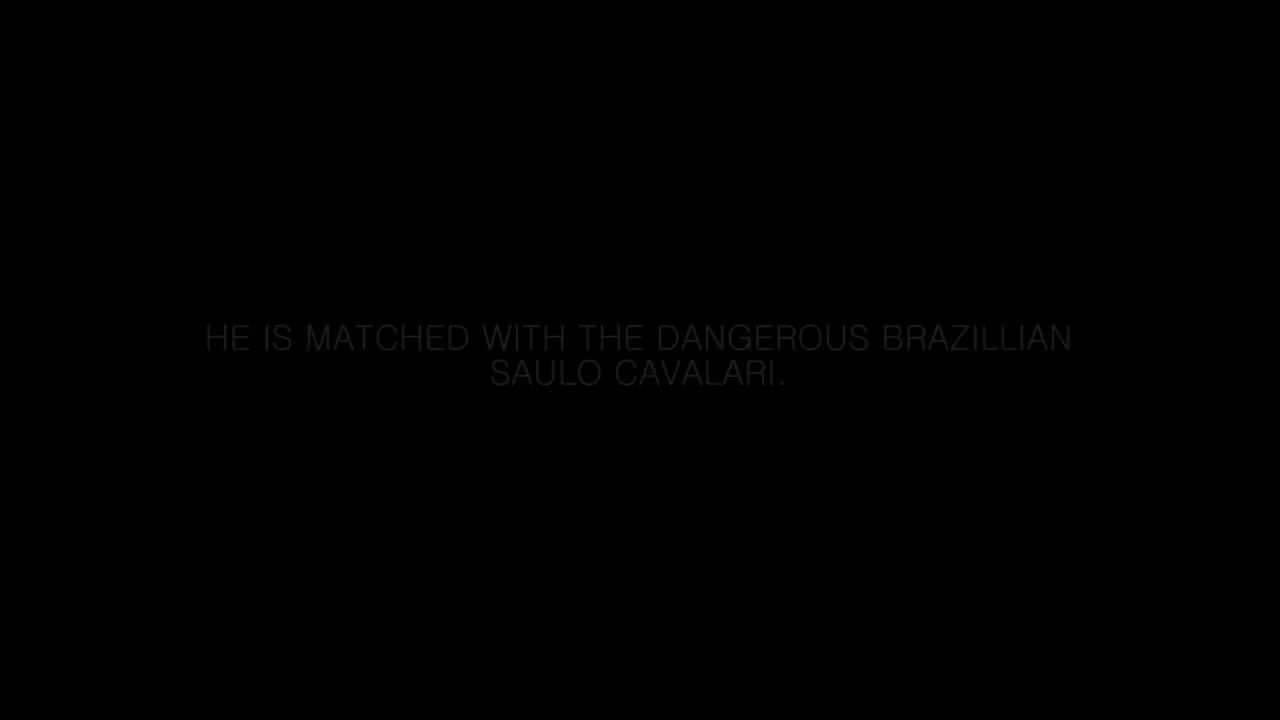 HE IS MATCHED WITH THE DANGEROUS BRAZILLIAN
SAULO CAVALARI.